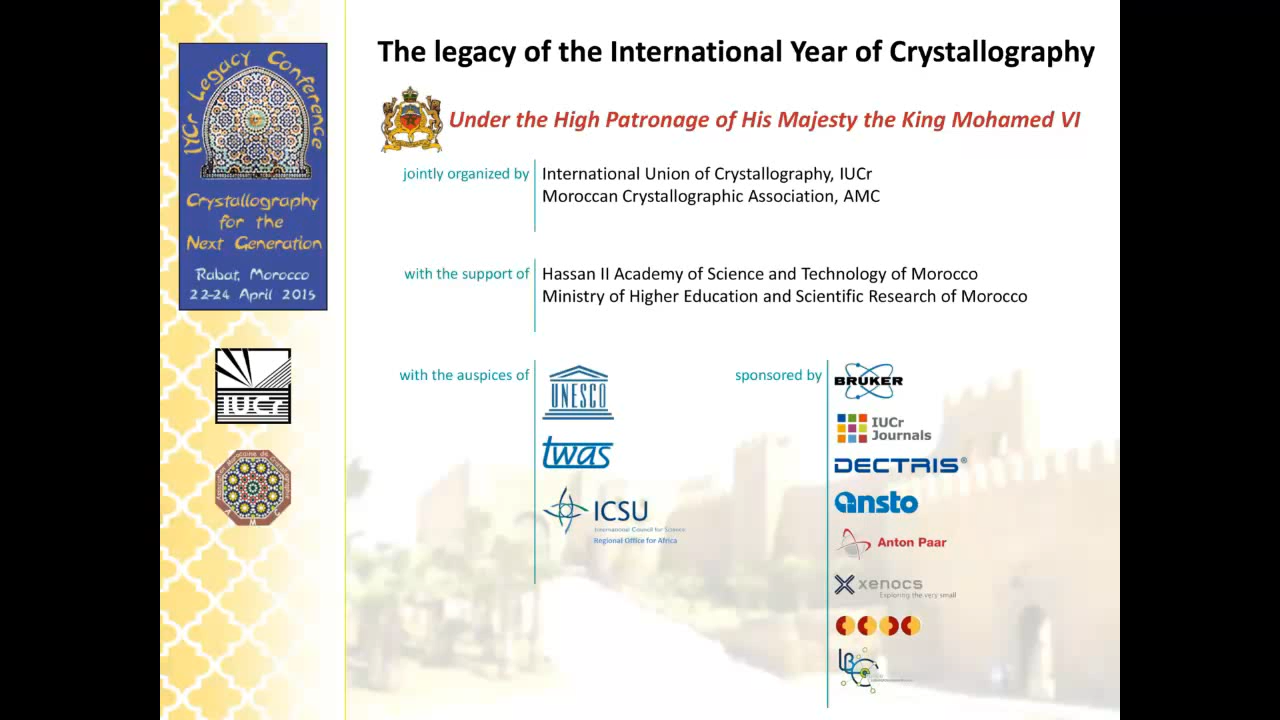 The legacy of the International Year of Crystallography
Under the High Patronage of His Majesty the King Mohamed VI
IUCr Legacy Conference
Crystallography
for the
Next Generation
Rabat, Morocco
22-24 April 2015
jointly organized by
International Union of Crystallography, IUCr
Moroccan Crystallographic Association, AMC
with the support of
Hassan II Academy of Science and Technology of Morocco
Ministry of Higher Education and Scientific Research of Morocco
IUCr
with the auspices of
UNESCO
twas
ICSU
International Council for Science
Regional Office for Africa
sponsored by
BRUKER
IUCr
Journals
DECTRIS®
ansto
Anton Paar
xenocs
Exploring the very small